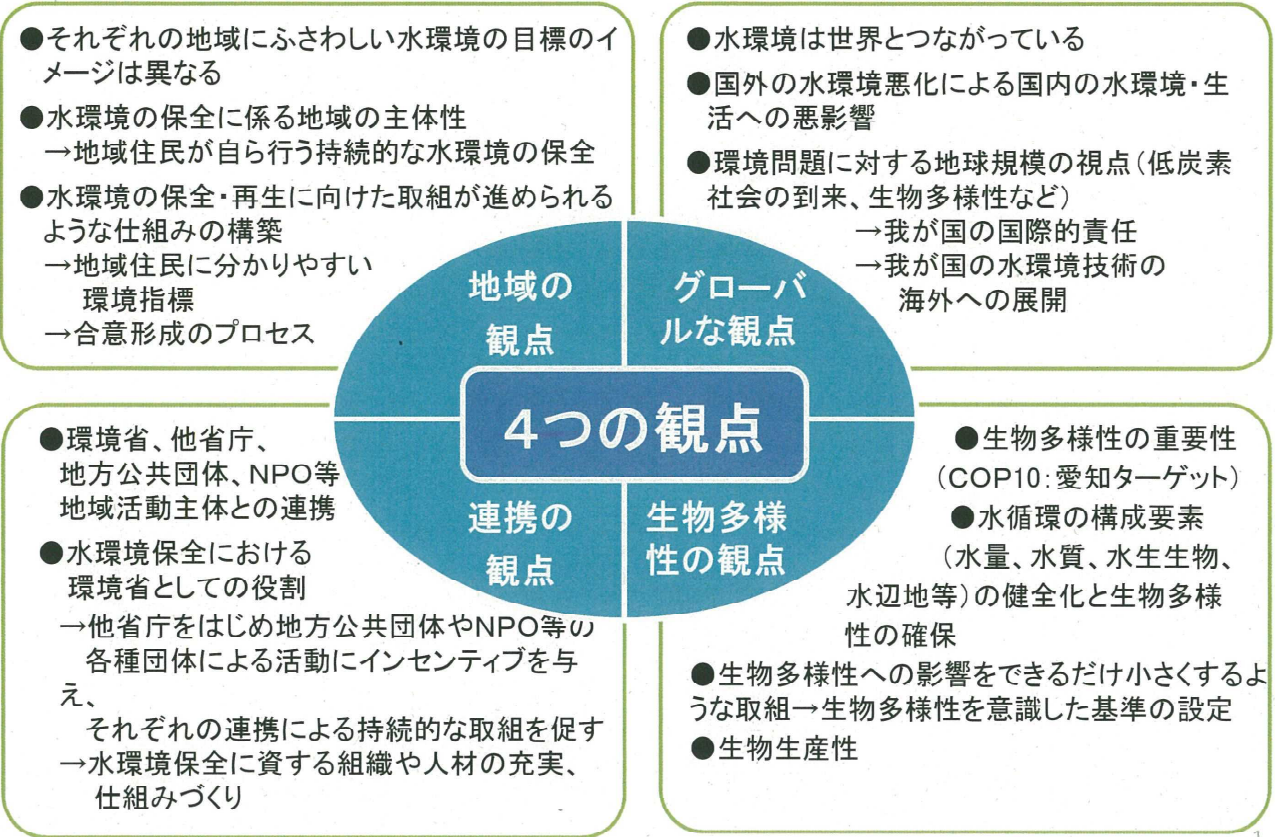 ●それぞれの地域にふさわしい水環境の目標のイ
メージは異なる
●水環境の保全に係る地域の主体性
→地域住民が自ら行う持続的な水環境の保全
●水環境の保全・再生に向けた取組が進められる
ような仕組みの構築
→地域住民に分かりやすい
環境指標
→合意形成のプロセス
●水環境は世界とつながっている
●国外の水環境悪化による国内の水環境・生
活への悪影響
●環境問題に対する地球規模の視点(低炭素
社会の到来、生物多様性など)
→我が国の国際的責任
→我が国の水環境技術の
海外への展開
地域の
観点
グローバ
ルな観点
4つの観点
連携の
観点
生物多様
性の観点
●環境省、他省庁、
地方公共団体、NPO等
地域活動主体との連携
●水環境保全における
環境省としての役割
→他省庁をはじめ地方公共団体やNPO等の
各種団体による活動にインセンティブを与
え、
それぞれの連携による持続的な取組を促す
→水環境保全に資する組織や人材の充実、
仕組みづくり
●生物多様性の重要性
(COP10:愛知ターゲット)
●水循環の構成要素
(水量、水質、水生生物、
水辺地等)の健全化と生物多様
性の確保
●生物多様性への影響をできるだけ小さくするよ
うな取組→生物多様性を意識した基準の設定
●生物生産性